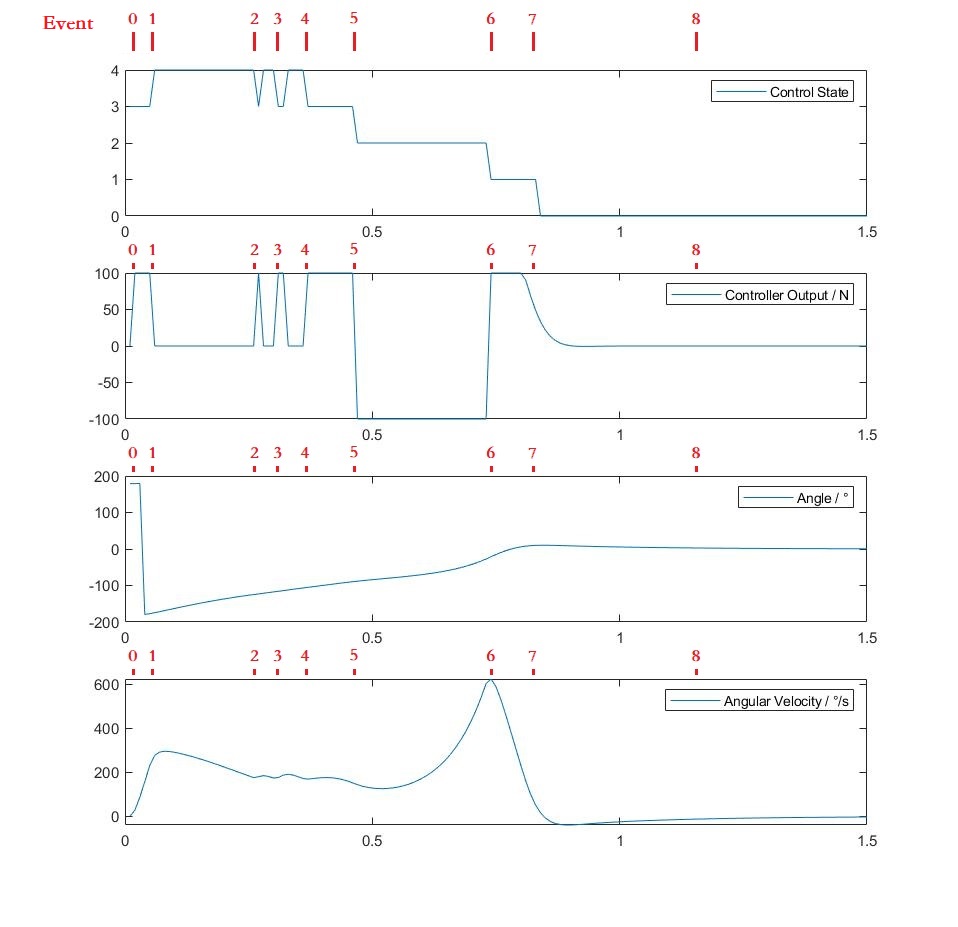 Event 0 1 2 3 4 5 6 7 8
4
3
2
1
0
Control State
0 0.5 1 1.5
0 1 2 3 4 5 6 7 8
100
50
0
-50
-100
Controller Output / N
0 0.5 1 1.5
0 1 2 3 4 5 6 7 8
200
100
0
-100
-200
Angle / °
0 0.5 1 1.5
0 1 2 3 4 5 6 7 8
600
400
200
0
Angular Velocity / °/s
0 0.5 1 1.5